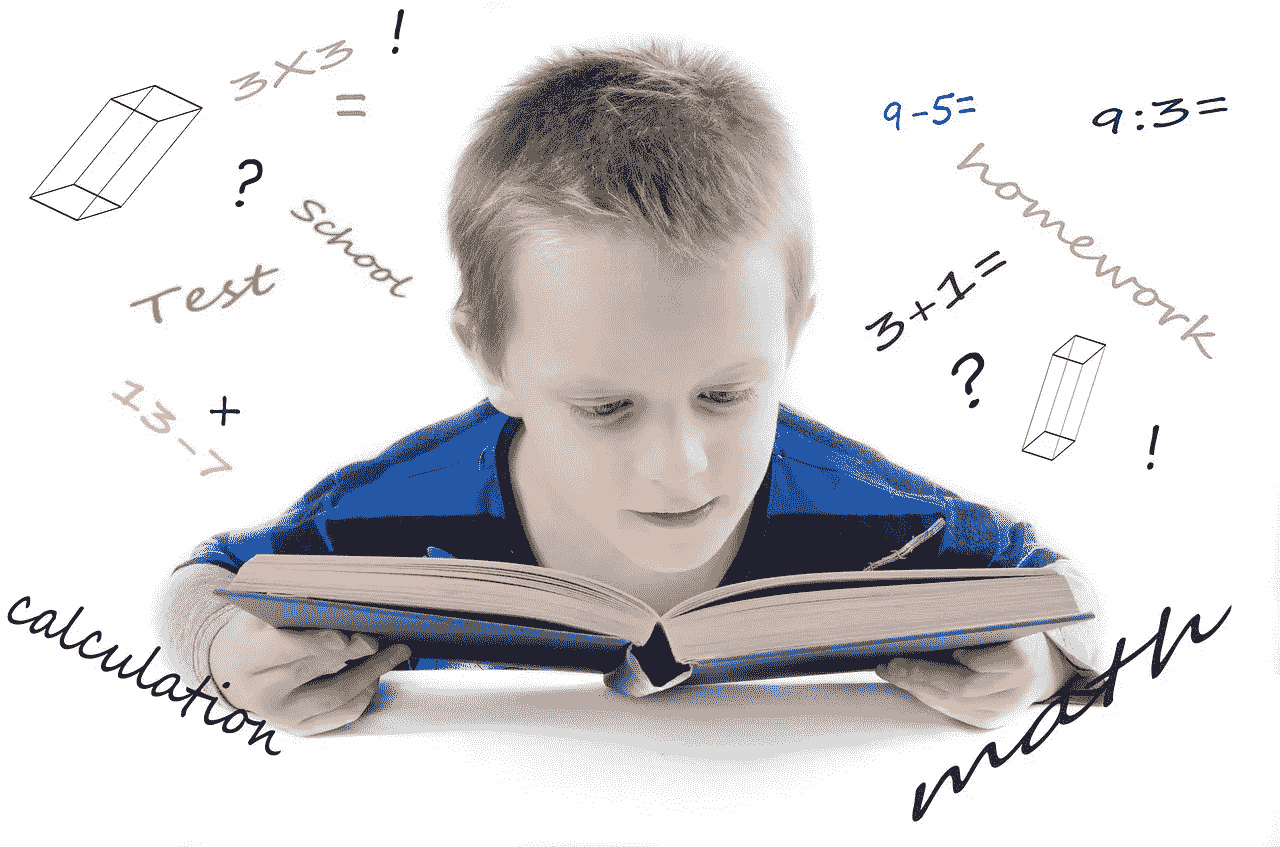 !
3x3
=
?
School
Test
13-7
+
calculation
9-5=
9:3=
homework
3+1=
?
!
math